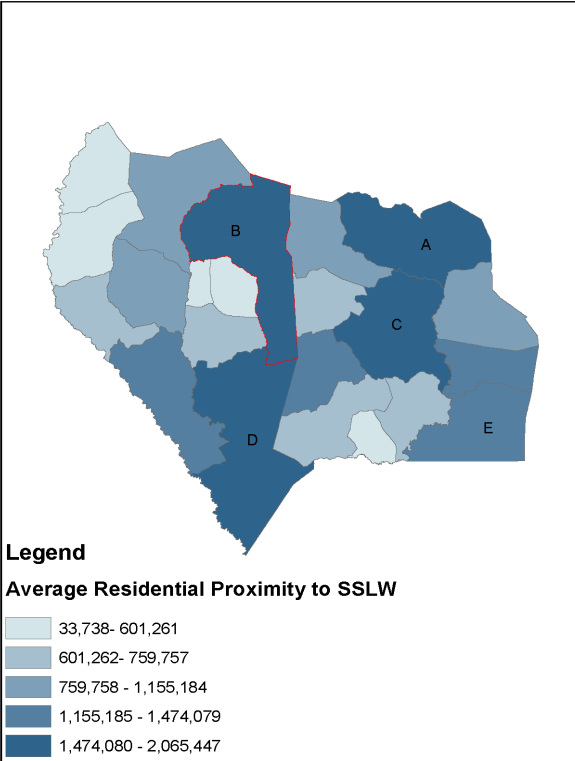 B
A
C
E
D
Legend
Average Residential Proximity to SSLW
33,738- 601,261
601,262- 759,757
759,758 - 1,155,184
1,155,185 - 1,474,079
1,474,080 - 2,065,447